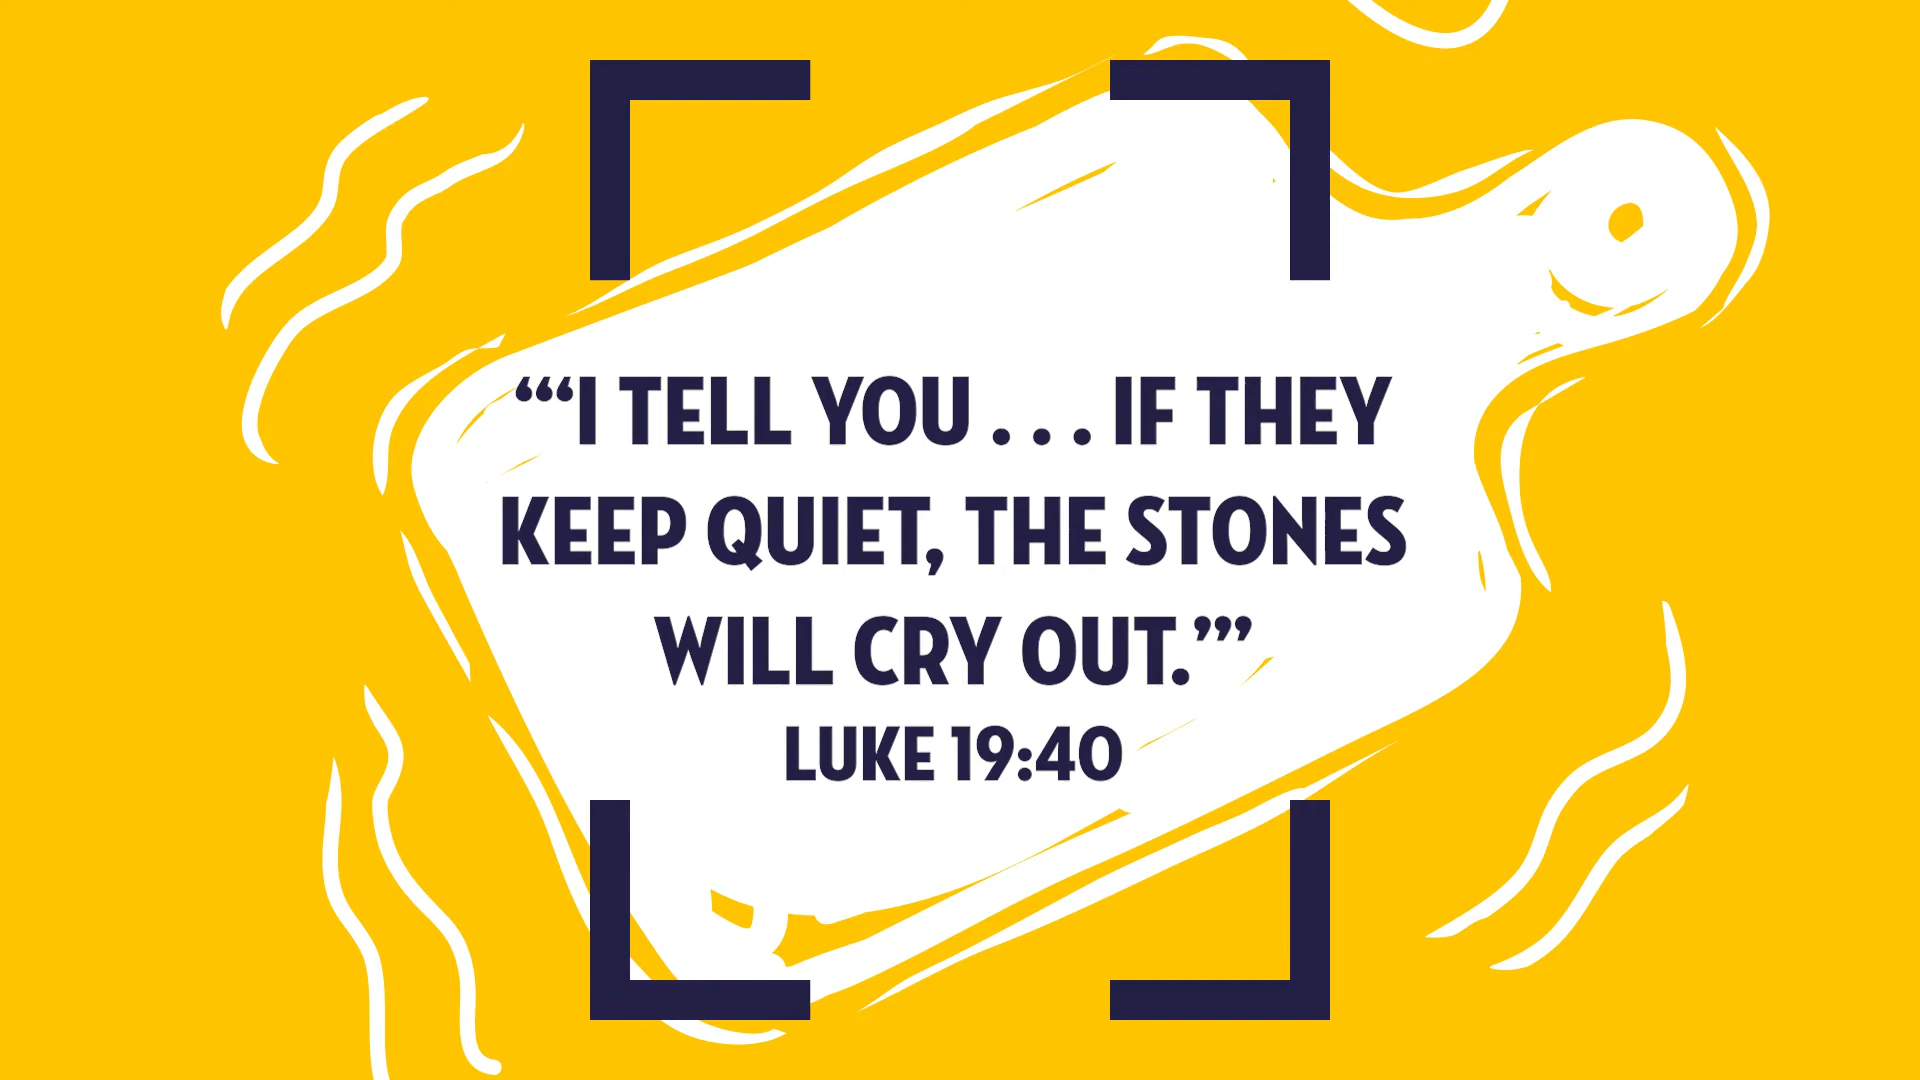 “‘“I TELL YOU . . . IF THEY
KEEP QUIET, THE STONES
WILL CRY OUT.”’”
LUKE 19:40